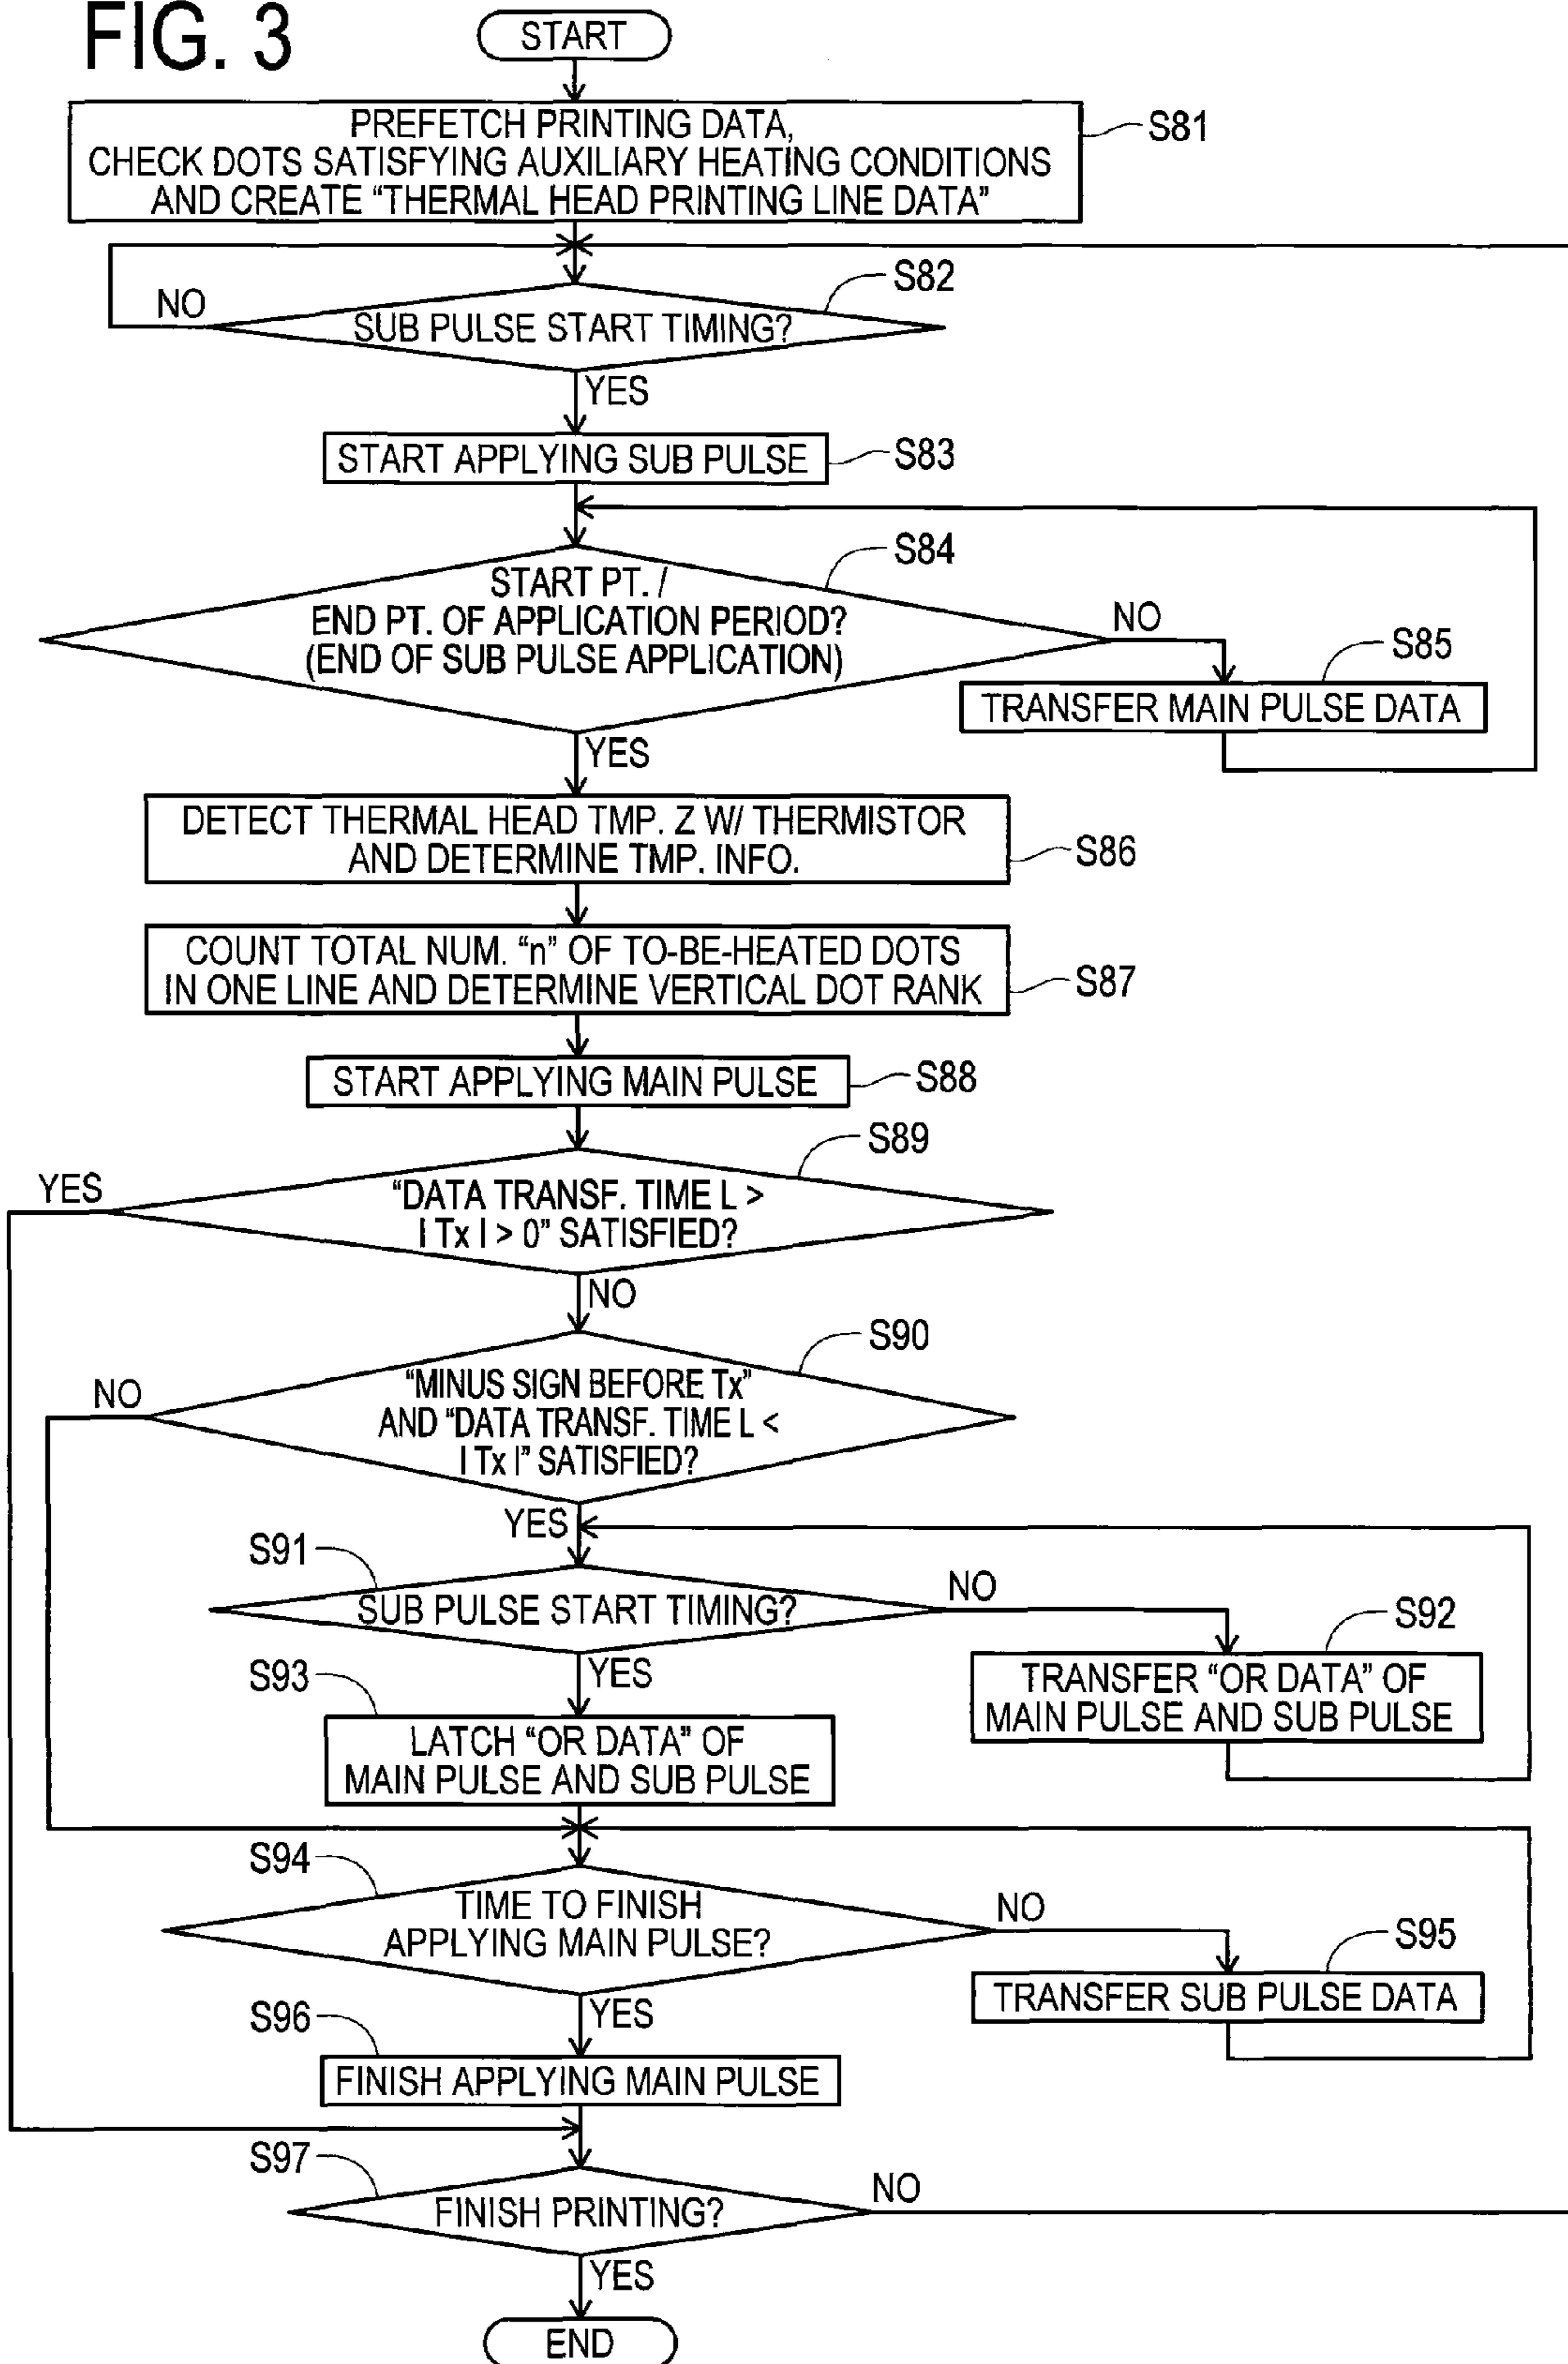 FIG. 3
START
PREFETCH PRINTING DATA,
CHECK DOTS SATISFYING AUXILIARY HEATING CONDITIONS
AND CREATE “THERMAL HEAD PRINTING LINE DATA”
S81
S82
NO
SUB PULSE START TIMING?
YES
START APPLYING SUB PULSE
S83
S84
START PT. /
END PT. OF APPLICATION PERIOD?
(END OF SUB PULSE APPLICATION)
NO
S85
TRANSFER MAIN PULSE DATA
YES
DETECT THERMAL HEAD TMP. Z W/ THERMISTOR
AND DETERMINE TMP. INFO.
S86
COUNT TOTAL NUM. “n” OF TO-BE-HEATED DOTS
IN ONE LINE AND DETERMINE VERTICAL DOT RANK
S87
START APPLYING MAIN PULSE
S88
S89
YES
“DATA TRANSF. TIME L >
| Tx | > 0” SATISFIED?
NO
S90
NO
“MINUS SIGN BEFORE Tx”
AND “DATA TRANSF. TIME L <
| Tx |” SATISFIED?
YES
S91
SUB PULSE START TIMING?
NO
S92
TRANSFER “OR DATA” OF
MAIN PULSE AND SUB PULSE
YES
S93
LATCH “OR DATA” OF
MAIN PULSE AND SUB PULSE
S94
TIME TO FINISH
APPLYING MAIN PULSE?
NO
S95
TRANSFER SUB PULSE DATA
YES
S96
FINISH APPLYING MAIN PULSE
S97
FINISH PRINTING?
NO
YES
END